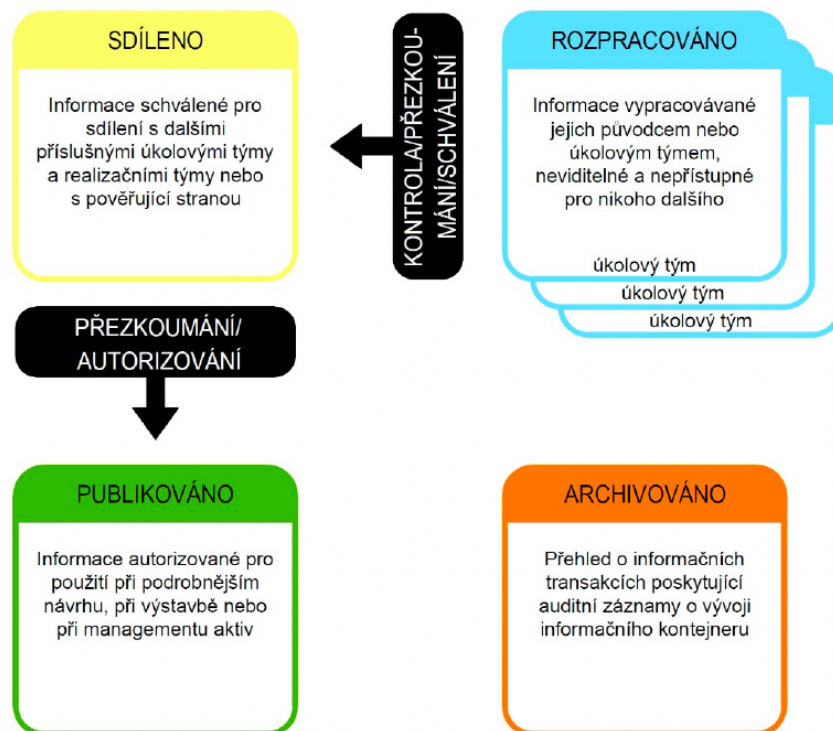 SDÍLENO
Informace schválené pro
sdílení s dalšími
příslušnými úkolovými týmy
a realizačními týmy nebo
s pověřující stranou
KONTROLA/PŘEZKOU-
MÁNÍ/SCHVÁLENÍ
ROZPRACOVÁNO
Informace vypracovávané
jejich původcem nebo
úkolovým týmem,
neviditelné a nepřístupné
pro nikoho dalšího
úkolový tým
úkolový tým
úkolový tým
PŘEZKOUMÁNÍ/
AUTORIZOVÁNÍ
PUBLIKOVÁNO
Informace autorizované pro
použití při podrobnějším
návrhu, při výstavbě nebo
při managementu aktiv
ARCHIVOVÁNO
Přehled o informačních
transakcích poskytující
auditní záznamy o vývoji
informačního kontejneru